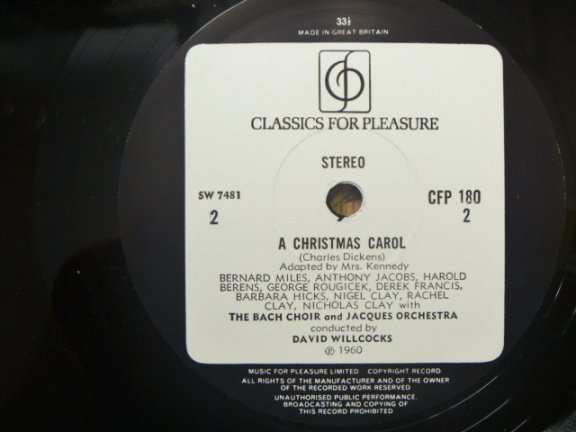 33⅓
MADE IN GREAT BRITAIN
CLASSICS FOR PLEASURE
STEREO
SW 7481
2
CFP 180
2
A CHRISTMAS CAROL
(Charles Dickens)
Adapted by Mrs. Kennedy
BERNARD MILES, ANTHONY JACOBS, HAROLD
BERENS, GEORGE ROUGICEK, DEREK FRANCIS,
BARBARA HICKS, NIGEL CLAY, RACHEL
CLAY, NICHOLAS CLAY with
THE BACH CHOIR and JACQUES ORCHESTRA
conducted by
DAVID WILLCOCKS
℗ 1960
MUSIC FOR PLEASURE LIMITED COPYRIGHT RECORD
ALL RIGHTS OF THE MANUFACTURER AND OF THE OWNER
OF THE RECORDED WORK RESERVED
UNAUTHORISED PUBLIC PERFORMANCE.
BROADCASTING AND COPYING OF
THIS RECORD PROHIBITED